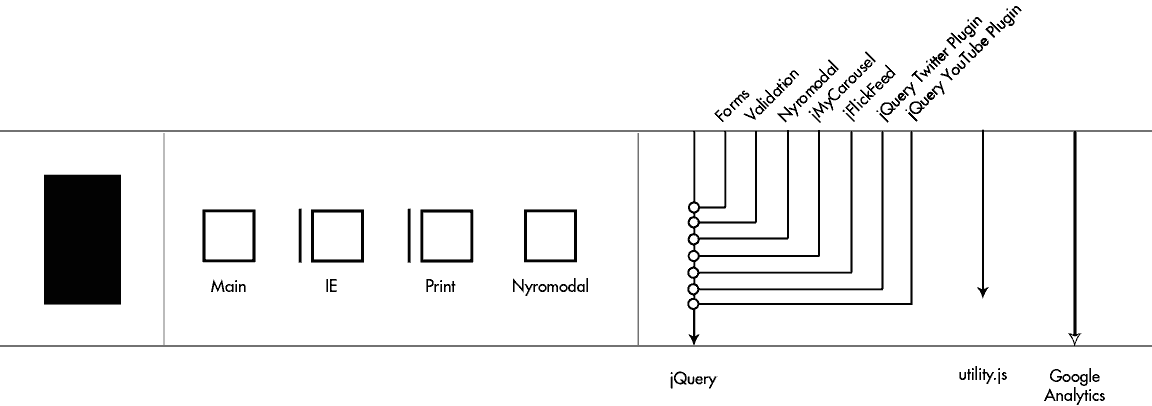 Forms
Validation
Nyromodal
jMyCarousel
jFlickFeed
jQuery Twitter Plugin
jQuery YouTube Plugin
Main
IE
Print
Nyromodal
jQuery
utility.js
Google
Analytics